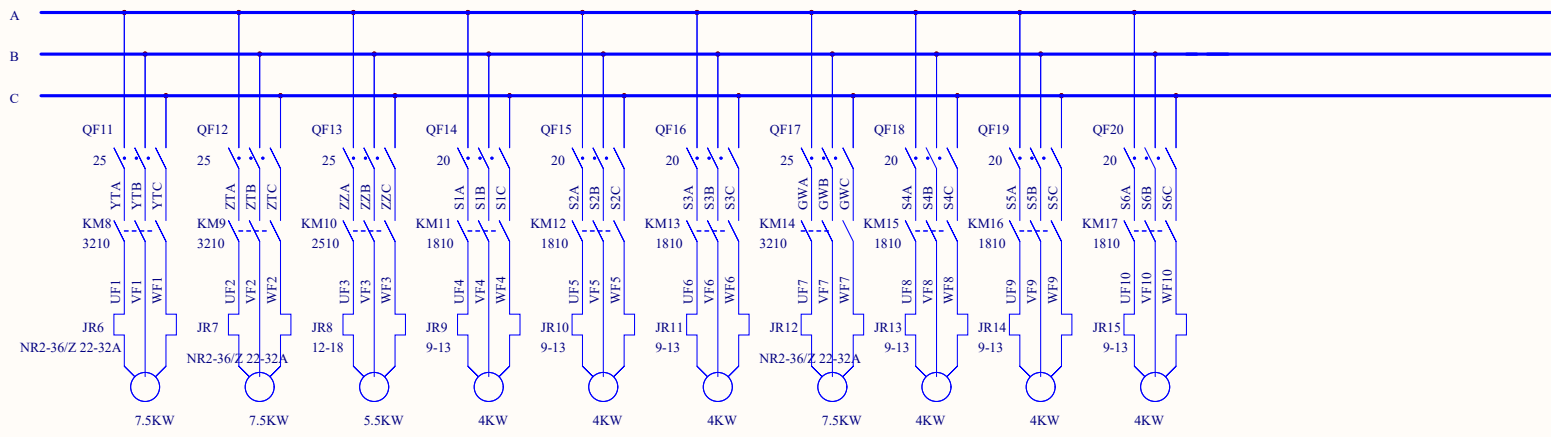 A
B
C
QF11 QF12 QF13 QF14 QF15 QF16 QF17 QF18 QF19 QF20
25 25 25 20 20 20 25 20 20 20
YTA YTB YTC ZTA ZTB ZTC ZZA ZZB ZZC S1A S1B S1C S2A S2B S2C S3A S3B S3C GWA GWB GWC S4A S4B S4C S5A S5B S5C S6A S6B S6C
KM8 KM9 KM10 KM11 KM12 KM13 KM14 KM15 KM16 KM17
3210 3210 2510 1810 1810 1810 3210 1810 1810 1810
UF1 VF1 WF1 UF2 VF2 WF2 UF3 VF3 WF3 UF4 VF4 WF4 UF5 VF5 WF5 UF6 VF6 WF6 UF7 VF7 WF7 UF8 VF8 WF8 UF9 VF9 WF9 UF10 VF10 WF10
JR6 JR7 JR8 JR9 JR10 JR11 JR12 JR13 JR14 JR15
NR2-36/Z 22-32A 12-18 9-13 9-13 9-13 9-13 9-13 9-13
NR2-36/Z 22-32A NR2-36/Z 22-32A
7.5KW 7.5KW 5.5KW 4KW 4KW 4KW 7.5KW 4KW 4KW 4KW